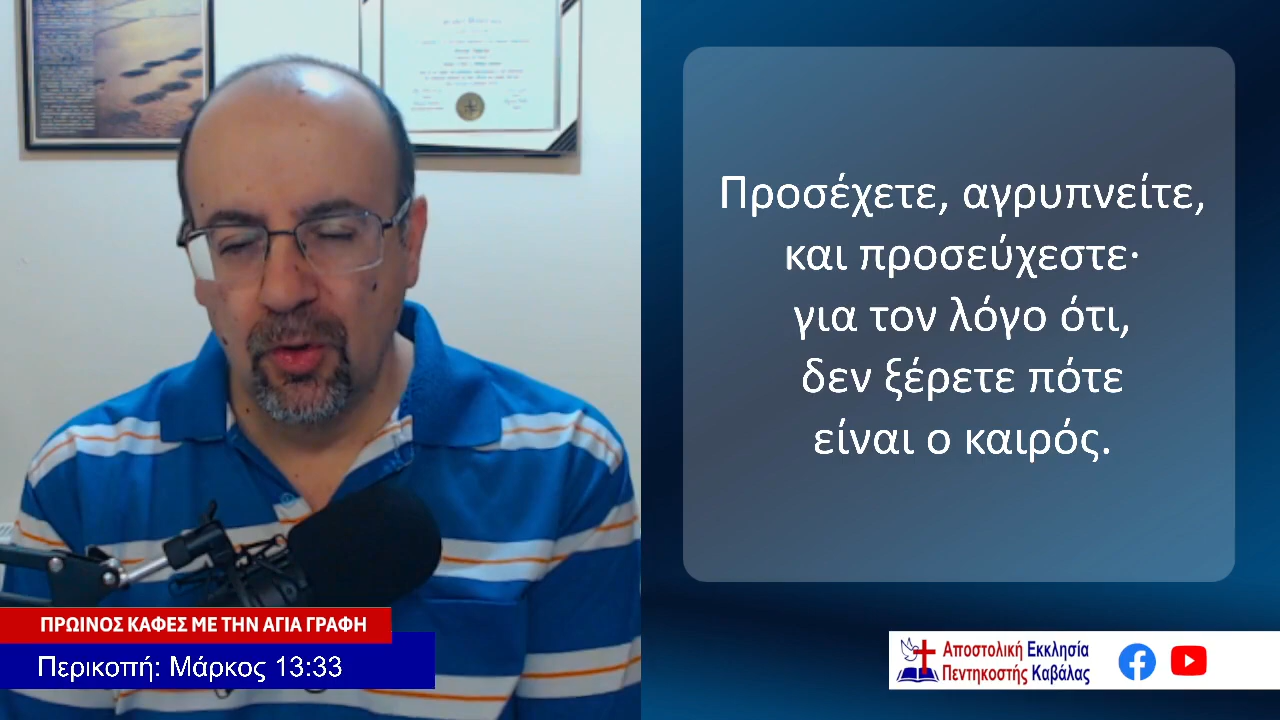 Προσέχετε, αγρυπνείτε,
και προσεύχεστε·
για τον λόγο ότι,
δεν ξέρετε πότε
είναι ο καιρός.
ΠΡΩΙΝΟΣ ΚΑΦΕΣ ΜΕ ΤΗΝ ΑΓΙΑ ΓΡΑΦΗ
Περικοπή: Μάρκος 13:33
Αποστολική Εκκλησία
Πεντηκοστής Καβάλας